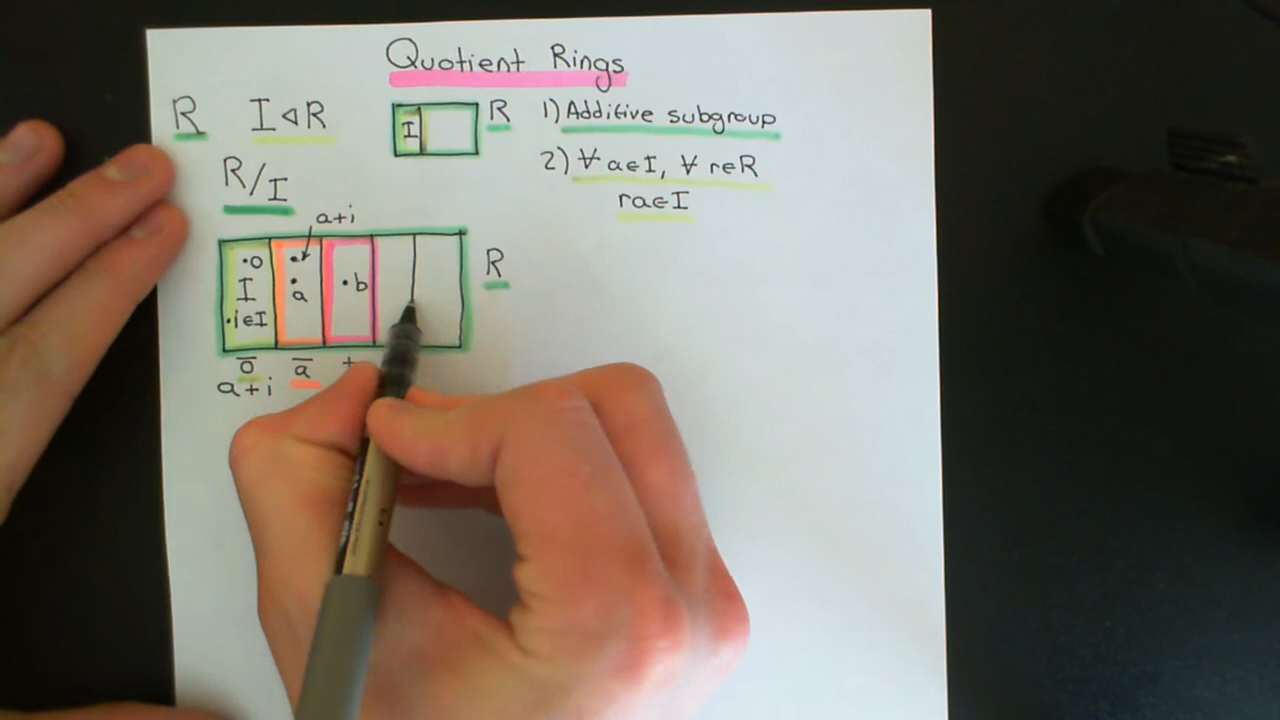 Quotient Rings
R I ⊲ R
I R
1) Additive subgroup
2) ∀ a∈I, ∀ r∈R
ra∈I
R/I
a+i
·0
I
·i∈I
a
·b
R
0̅ a̅ +
a+i